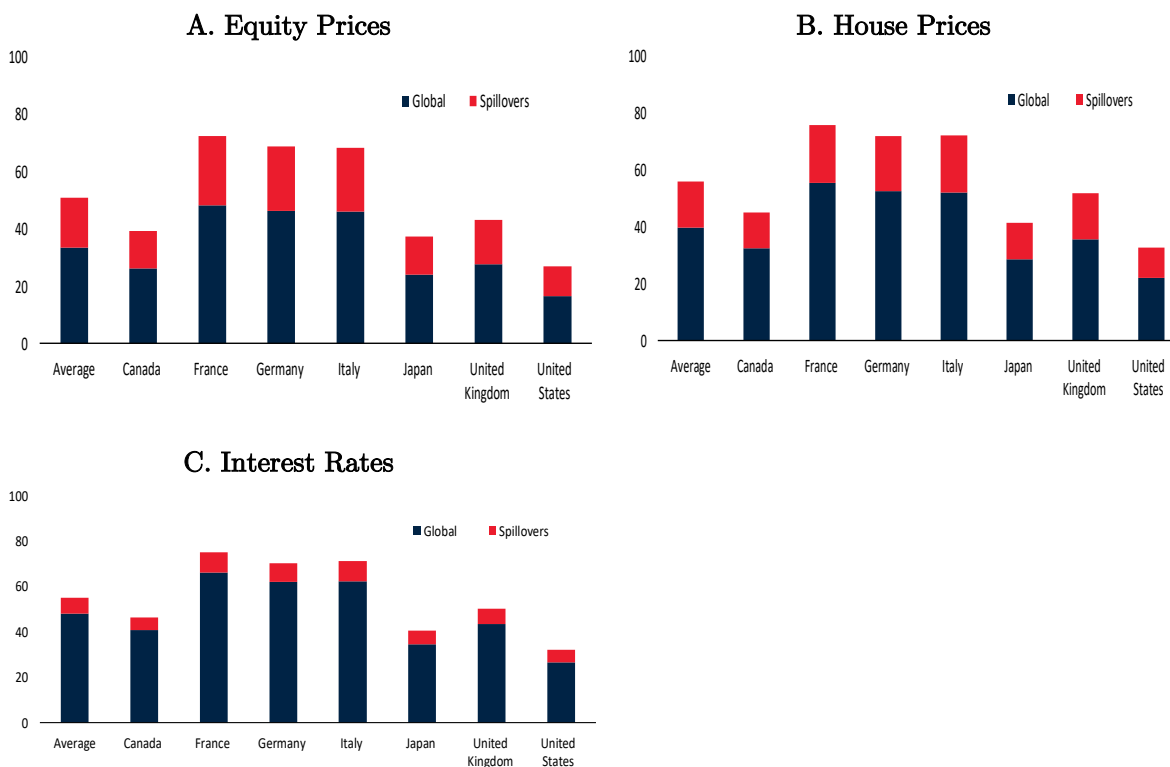 A. Equity Prices
100
80
60
40
20
0
Global Spillovers
Average Canada France Germany Italy Japan United United
Kingdom States
B. House Prices
100
80
60
40
20
0
Global Spillovers
Average Canada France Germany Italy Japan United United
Kingdom States
C. Interest Rates
100
80
60
40
20
0
Global Spillovers
Average Canada France Germany Italy Japan United United
Kingdom States